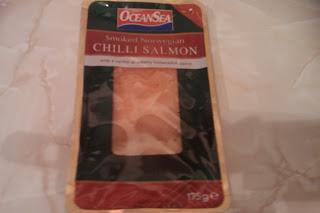 OCEANSEA
Smoked Norwegian
CHILLI SALMON
175g e